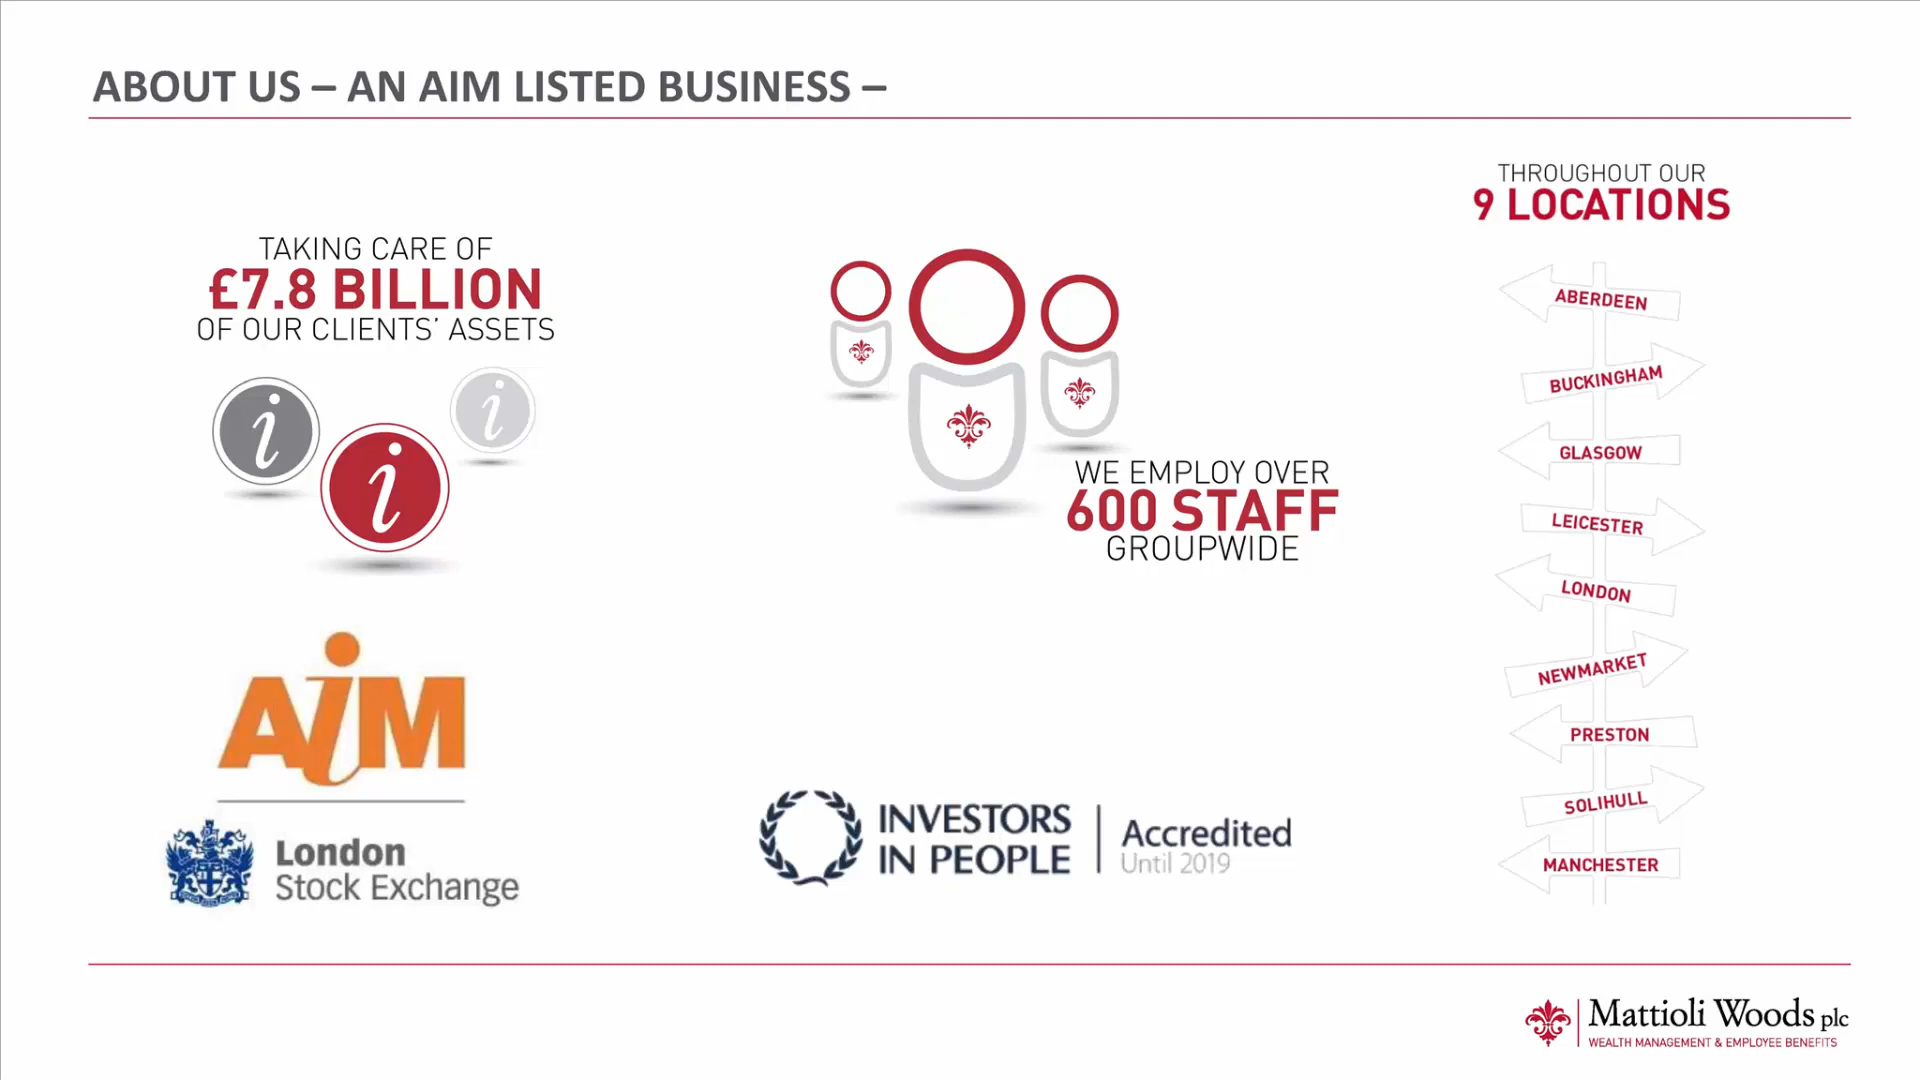 ABOUT US – AN AIM LISTED BUSINESS –
TAKING CARE OF
£7.8 BILLION
OF OUR CLIENTS’ ASSETS
i
i
i
WE EMPLOY OVER
600 STAFF
GROUPWIDE
THROUGHOUT OUR
9 LOCATIONS
ABERDEEN
BUCKINGHAM
GLASGOW
LEICESTER
LONDON
NEWMARKET
PRESTON
SOLIHULL
MANCHESTER
AiM
London
Stock Exchange
INVESTORS
IN PEOPLE
Accredited
Until 2019
Mattioli Woods plc
WEALTH MANAGEMENT & EMPLOYEE BENEFITS